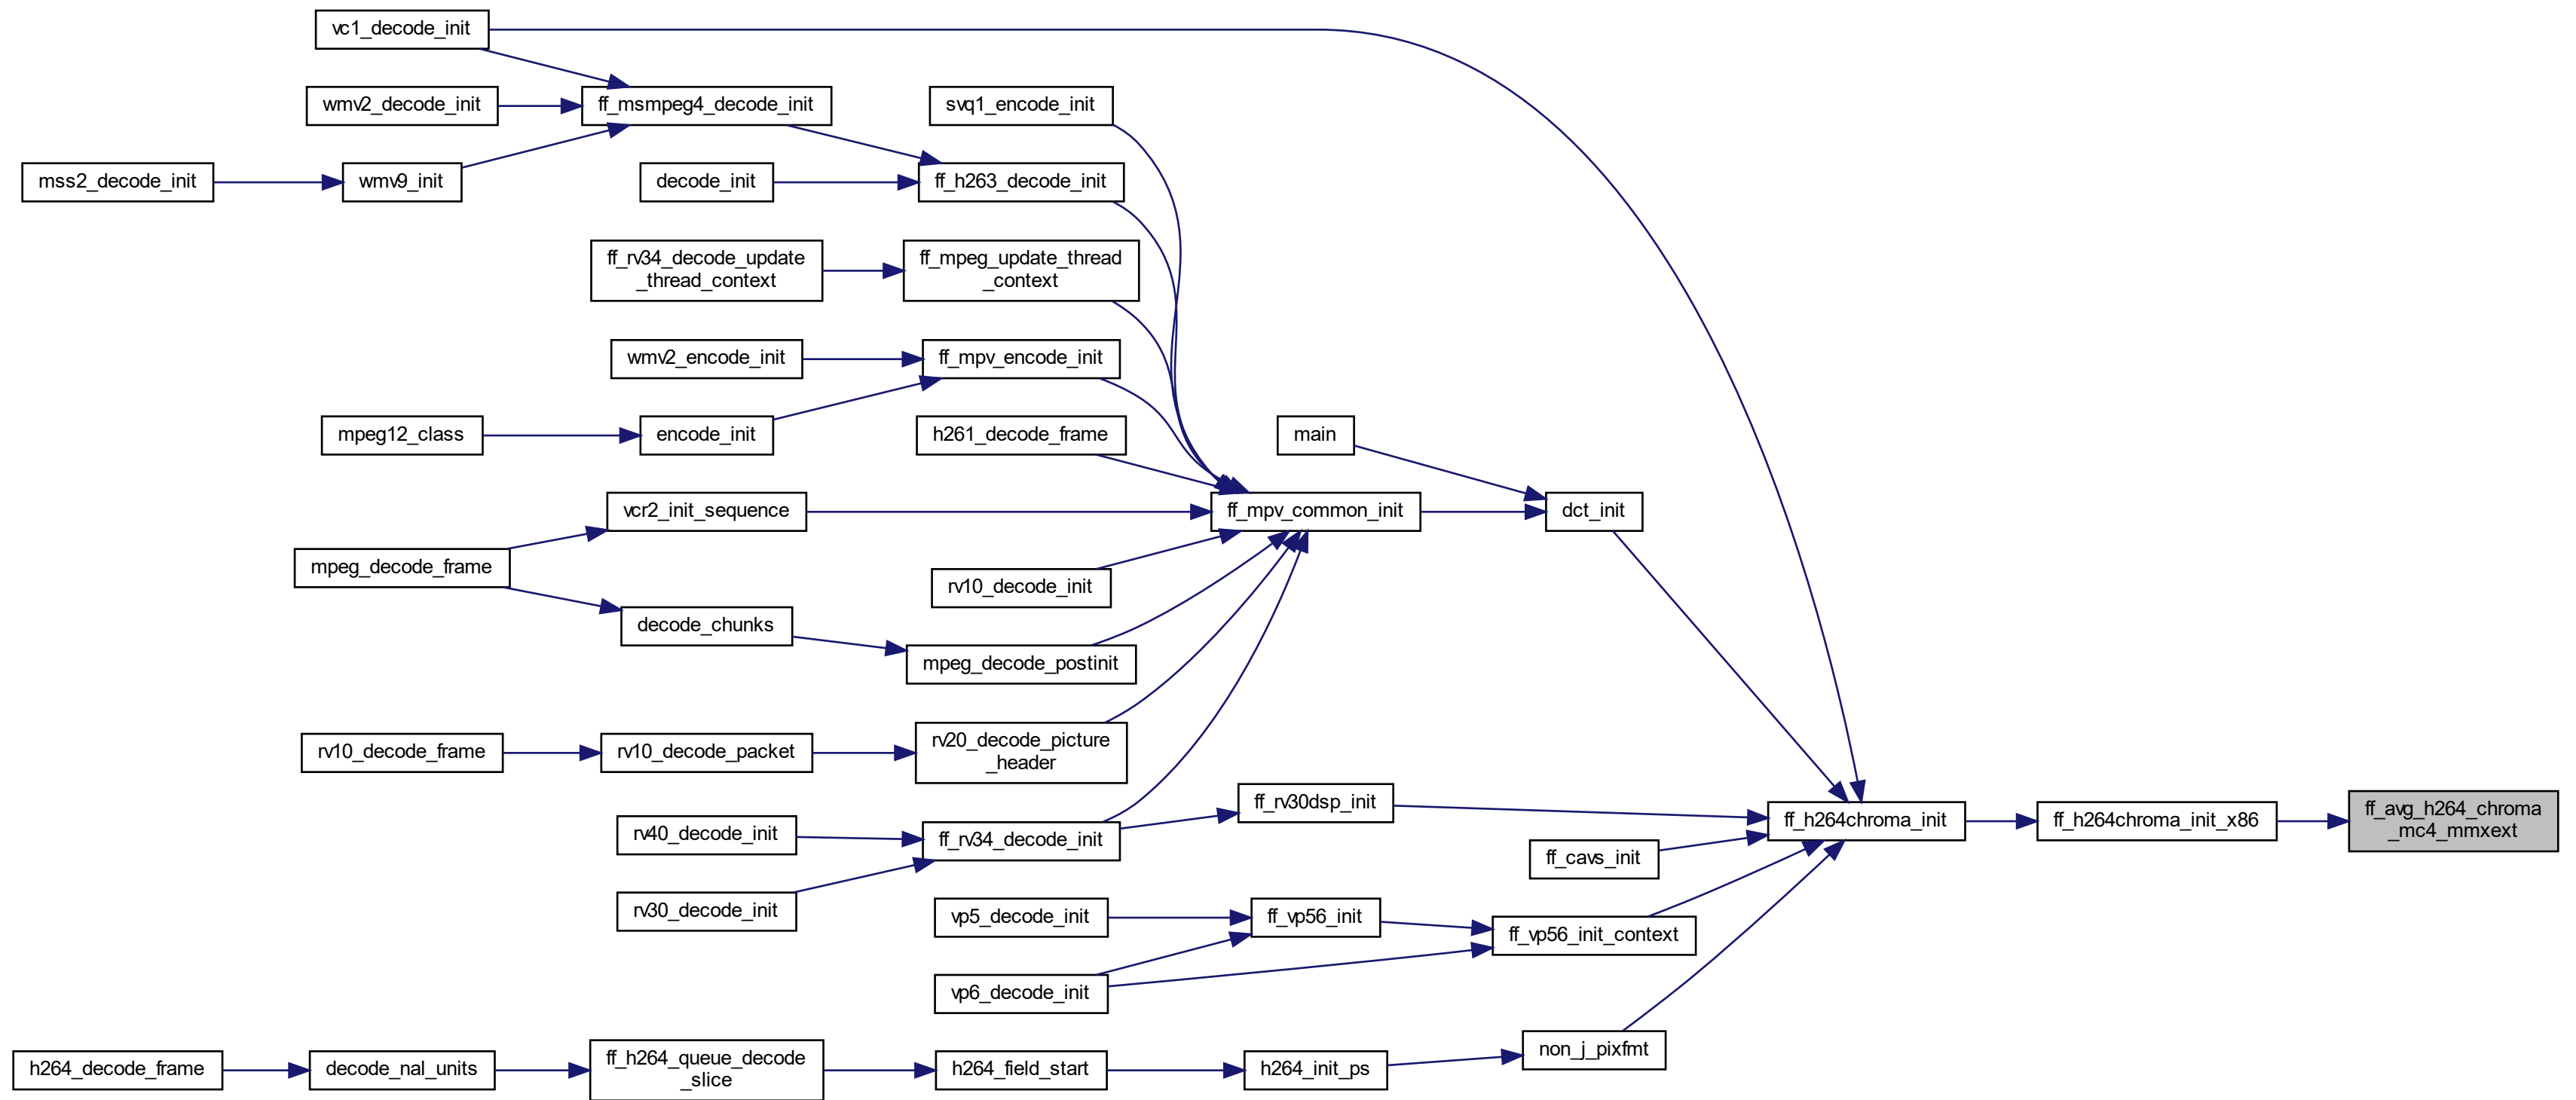 vc1_decode_init
wmv2_decode_init
ff_msmpeg4_decode_init
svq1_encode_init
mss2_decode_init
wmv9_init
decode_init
ff_h263_decode_init
ff_rv34_decode_update
_thread_context
ff_mpeg_update_thread
_context
wmv2_encode_init
ff_mpv_encode_init
mpeg12_class
encode_init
h261_decode_frame
main
vcr2_init_sequence
ff_mpv_common_init
dct_init
mpeg_decode_frame
rv10_decode_init
decode_chunks
mpeg_decode_postinit
rv10_decode_frame
rv10_decode_packet
rv20_decode_picture
_header
ff_rv30dsp_init
rv40_decode_init
ff_rv34_decode_init
ff_h264chroma_init
ff_h264chroma_init_x86
ff_avg_h264_chroma
_mc4_mmxext
ff_cavs_init
rv30_decode_init
vp5_decode_init
ff_vp56_init
ff_vp56_init_context
vp6_decode_init
non_j_pixfmt
h264_decode_frame
decode_nal_units
ff_h264_queue_decode
_slice
h264_field_start
h264_init_ps